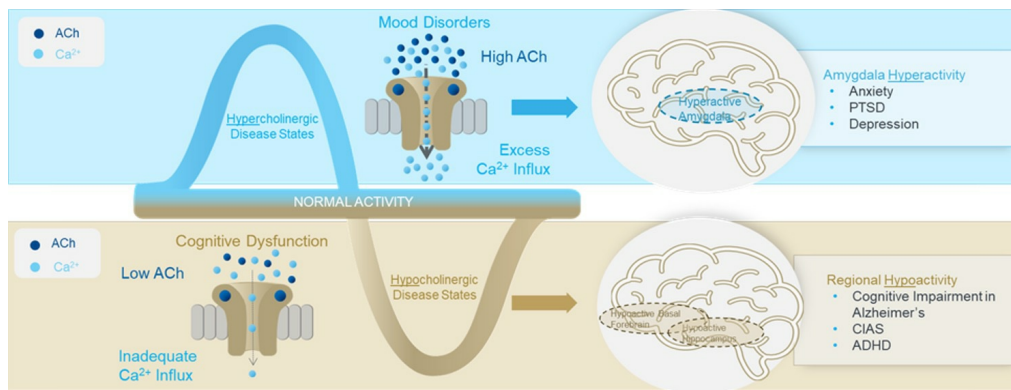 ACh
Ca²⁺
Mood Disorders
High ACh
Hypercholinergic
Disease States
Excess
Ca²⁺ Influx
Hyperactive
Amygdala
Amygdala Hyperactivity
• Anxiety
• PTSD
• Depression
NORMAL ACTIVITY
ACh
Ca²⁺
Cognitive Dysfunction
Low ACh
Inadequate
Ca²⁺ Influx
Hypocholinergic
Disease States
Hypoactive Basal
Forebrain
Hypoactive
Hippocampus
Regional Hypoactivity
• Cognitive Impairment in
Alzheimer's
• CIAS
• ADHD